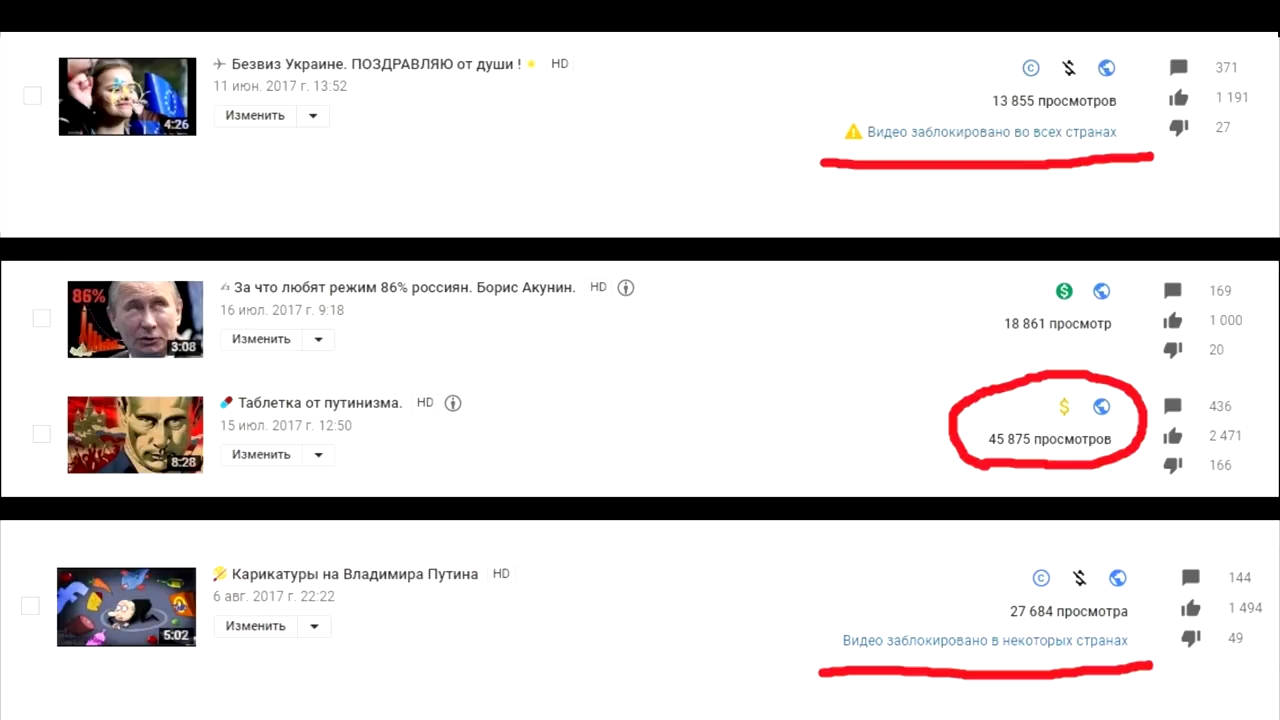 Безвиз Украине. ПОЗДРАВЛЯЮ от души ! HD
11 июн. 2017 г. 13:52
Изменить
4:26
13 855 просмотров
Видео заблокировано во всех странах
371
1 191
27
За что любят режим 86% россиян. Борис Акунин. HD
16 июл. 2017 г. 9:18
Изменить
86%
3:08
18 861 просмотр
169
1 000
20
Таблетка от путинизма. HD
15 июл. 2017 г. 12:50
Изменить
8:28
$
45 875 просмотров
436
2 471
166
Карикатуры на Владимира Путина HD
6 авг. 2017 г. 22:22
Изменить
5:02
27 684 просмотра
Видео заблокировано в некоторых странах
144
1 494
49